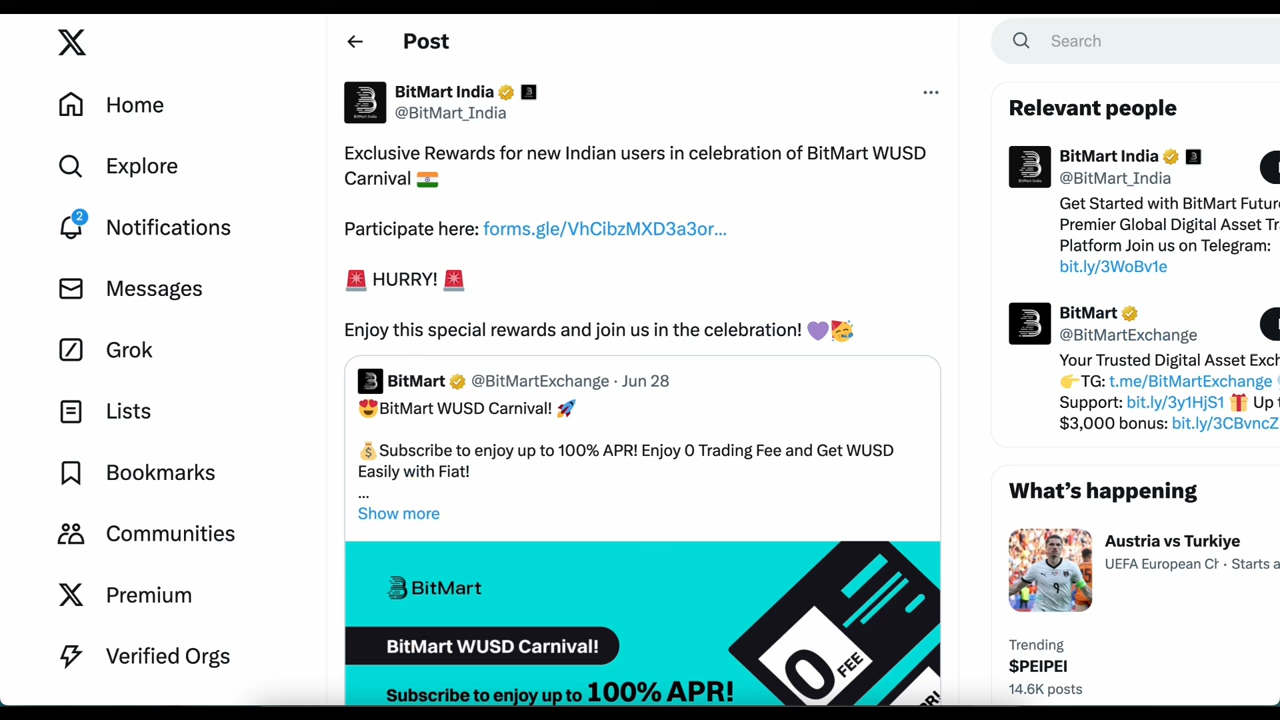 Home
Explore
2
Notifications
Messages
Grok
Lists
Bookmarks
Communities
Premium
Verified Orgs
Post
BitMart India
@BitMart_India
Exclusive Rewards for new Indian users in celebration of BitMart WUSD
Carnival 🇮🇳
Participate here: forms.gle/VhCibzMXD3a3or...
🚨 HURRY! 🚨
Enjoy this special rewards and join us in the celebration! 💜🥳
BitMart @BitMartExchange · Jun 28
😍BitMart WUSD Carnival! 🚀
💰Subscribe to enjoy up to 100% APR! Enjoy 0 Trading Fee and Get WUSD
Easily with Fiat!
...
Show more
BitMart
BitMart WUSD Carnival!
Subscribe to enjoy up to 100% APR!
0 FEE
Search
Relevant people
BitMart India
@BitMart_India
Get Started with BitMart Futur
Premier Global Digital Asset Tr
Platform Join us on Telegram:
bit.ly/3WoBv1e
BitMart
@BitMartExchange
Your Trusted Digital Asset Exch
👉TG: t.me/BitMartExchange
Support: bit.ly/3y1HjS1 🎁 Up t
$3,000 bonus: bit.ly/3CBvncZ
What's happening
Austria vs Turkiye
UEFA European Ch · Starts a
Trending
$PEIPEI
14.6K posts